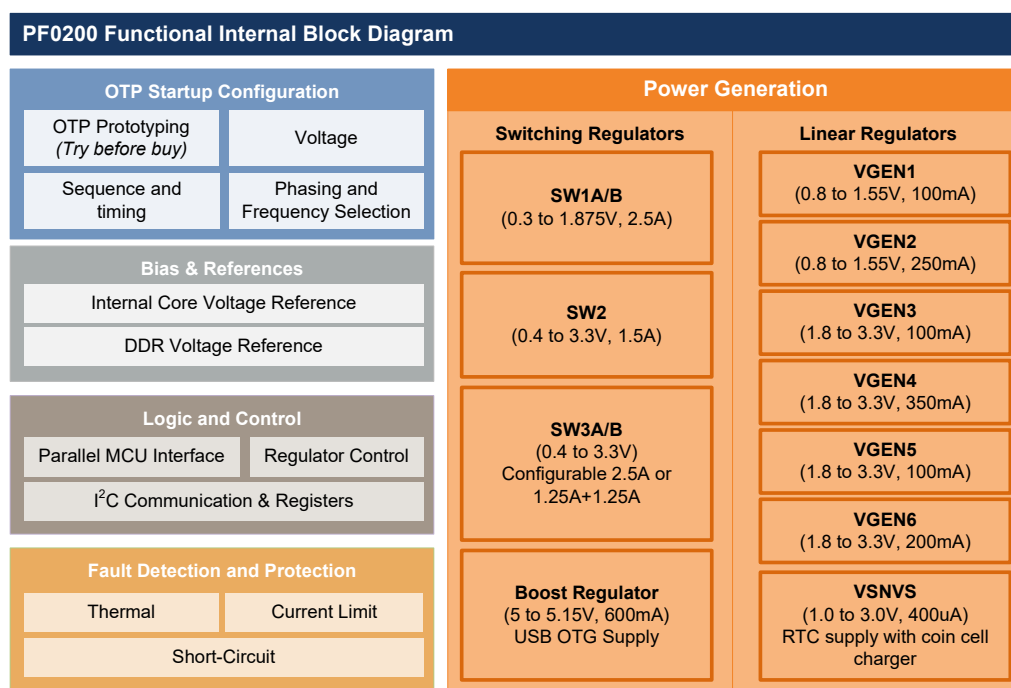 PF0200 Functional Internal Block Diagram
OTP Startup Configuration
OTP Prototyping
(Try before buy)
Voltage
Sequence and
timing
Phasing and
Frequency Selection
Bias & References
Internal Core Voltage Reference
DDR Voltage Reference
Logic and Control
Parallel MCU Interface
Regulator Control
I²C Communication & Registers
Fault Detection and Protection
Thermal
Current Limit
Short-Circuit
Power Generation
Switching Regulators
SW1A/B
(0.3 to 1.875V, 2.5A)
SW2
(0.4 to 3.3V, 1.5A)
SW3A/B
(0.4 to 3.3V)
Configurable 2.5A or
1.25A+1.25A
Boost Regulator
(5 to 5.15V, 600mA)
USB OTG Supply
Linear Regulators
VGEN1
(0.8 to 1.55V, 100mA)
VGEN2
(0.8 to 1.55V, 250mA)
VGEN3
(1.8 to 3.3V, 100mA)
VGEN4
(1.8 to 3.3V, 350mA)
VGEN5
(1.8 to 3.3V, 100mA)
VGEN6
(1.8 to 3.3V, 200mA)
VSNVS
(1.0 to 3.0V, 400uA)
RTC supply with coin cell
charger